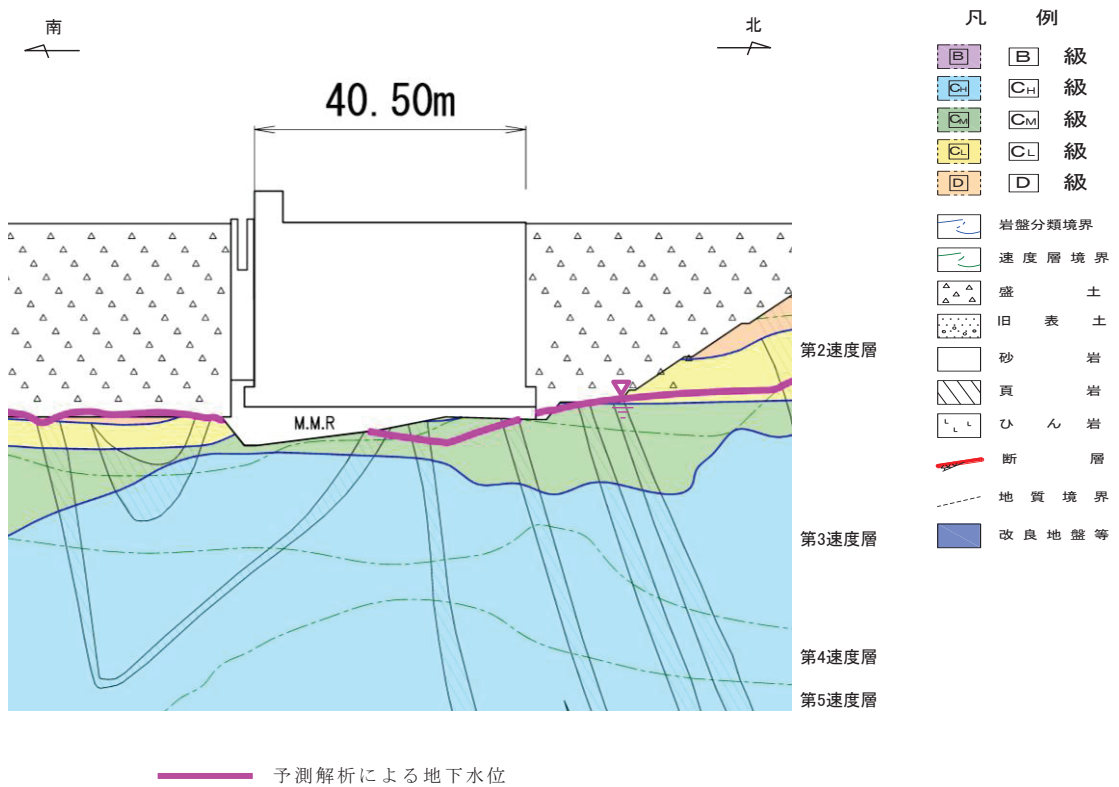 南
北
40.50m
M.M.R
第2速度層
第3速度層
第4速度層
第5速度層
予測解析による地下水位
凡 例
B B 級
CH CH 級
CM CM 級
CL CL 級
D D 級
岩盤分類境界
速度層境界
盛土
旧表土
砂岩
頁岩
ひん岩
断層
地質境界
改良地盤等